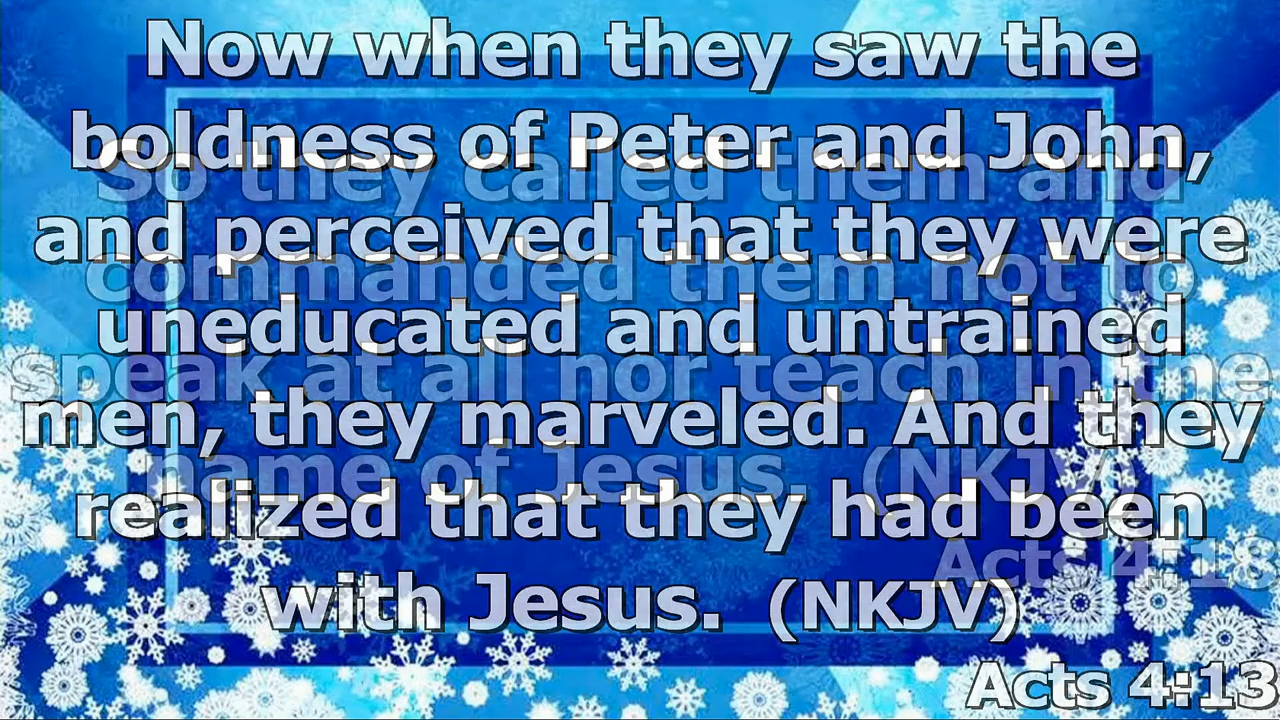 Now when they saw the
boldness of Peter and John,
and perceived that they were
uneducated and untrained
men, they marveled. And they
realized that they had been
with Jesus. (NKJV)
Acts 4:13
So they called them and
commanded them not to
speak at all nor teach in the
name of Jesus. (NKJV)
Acts 4:18